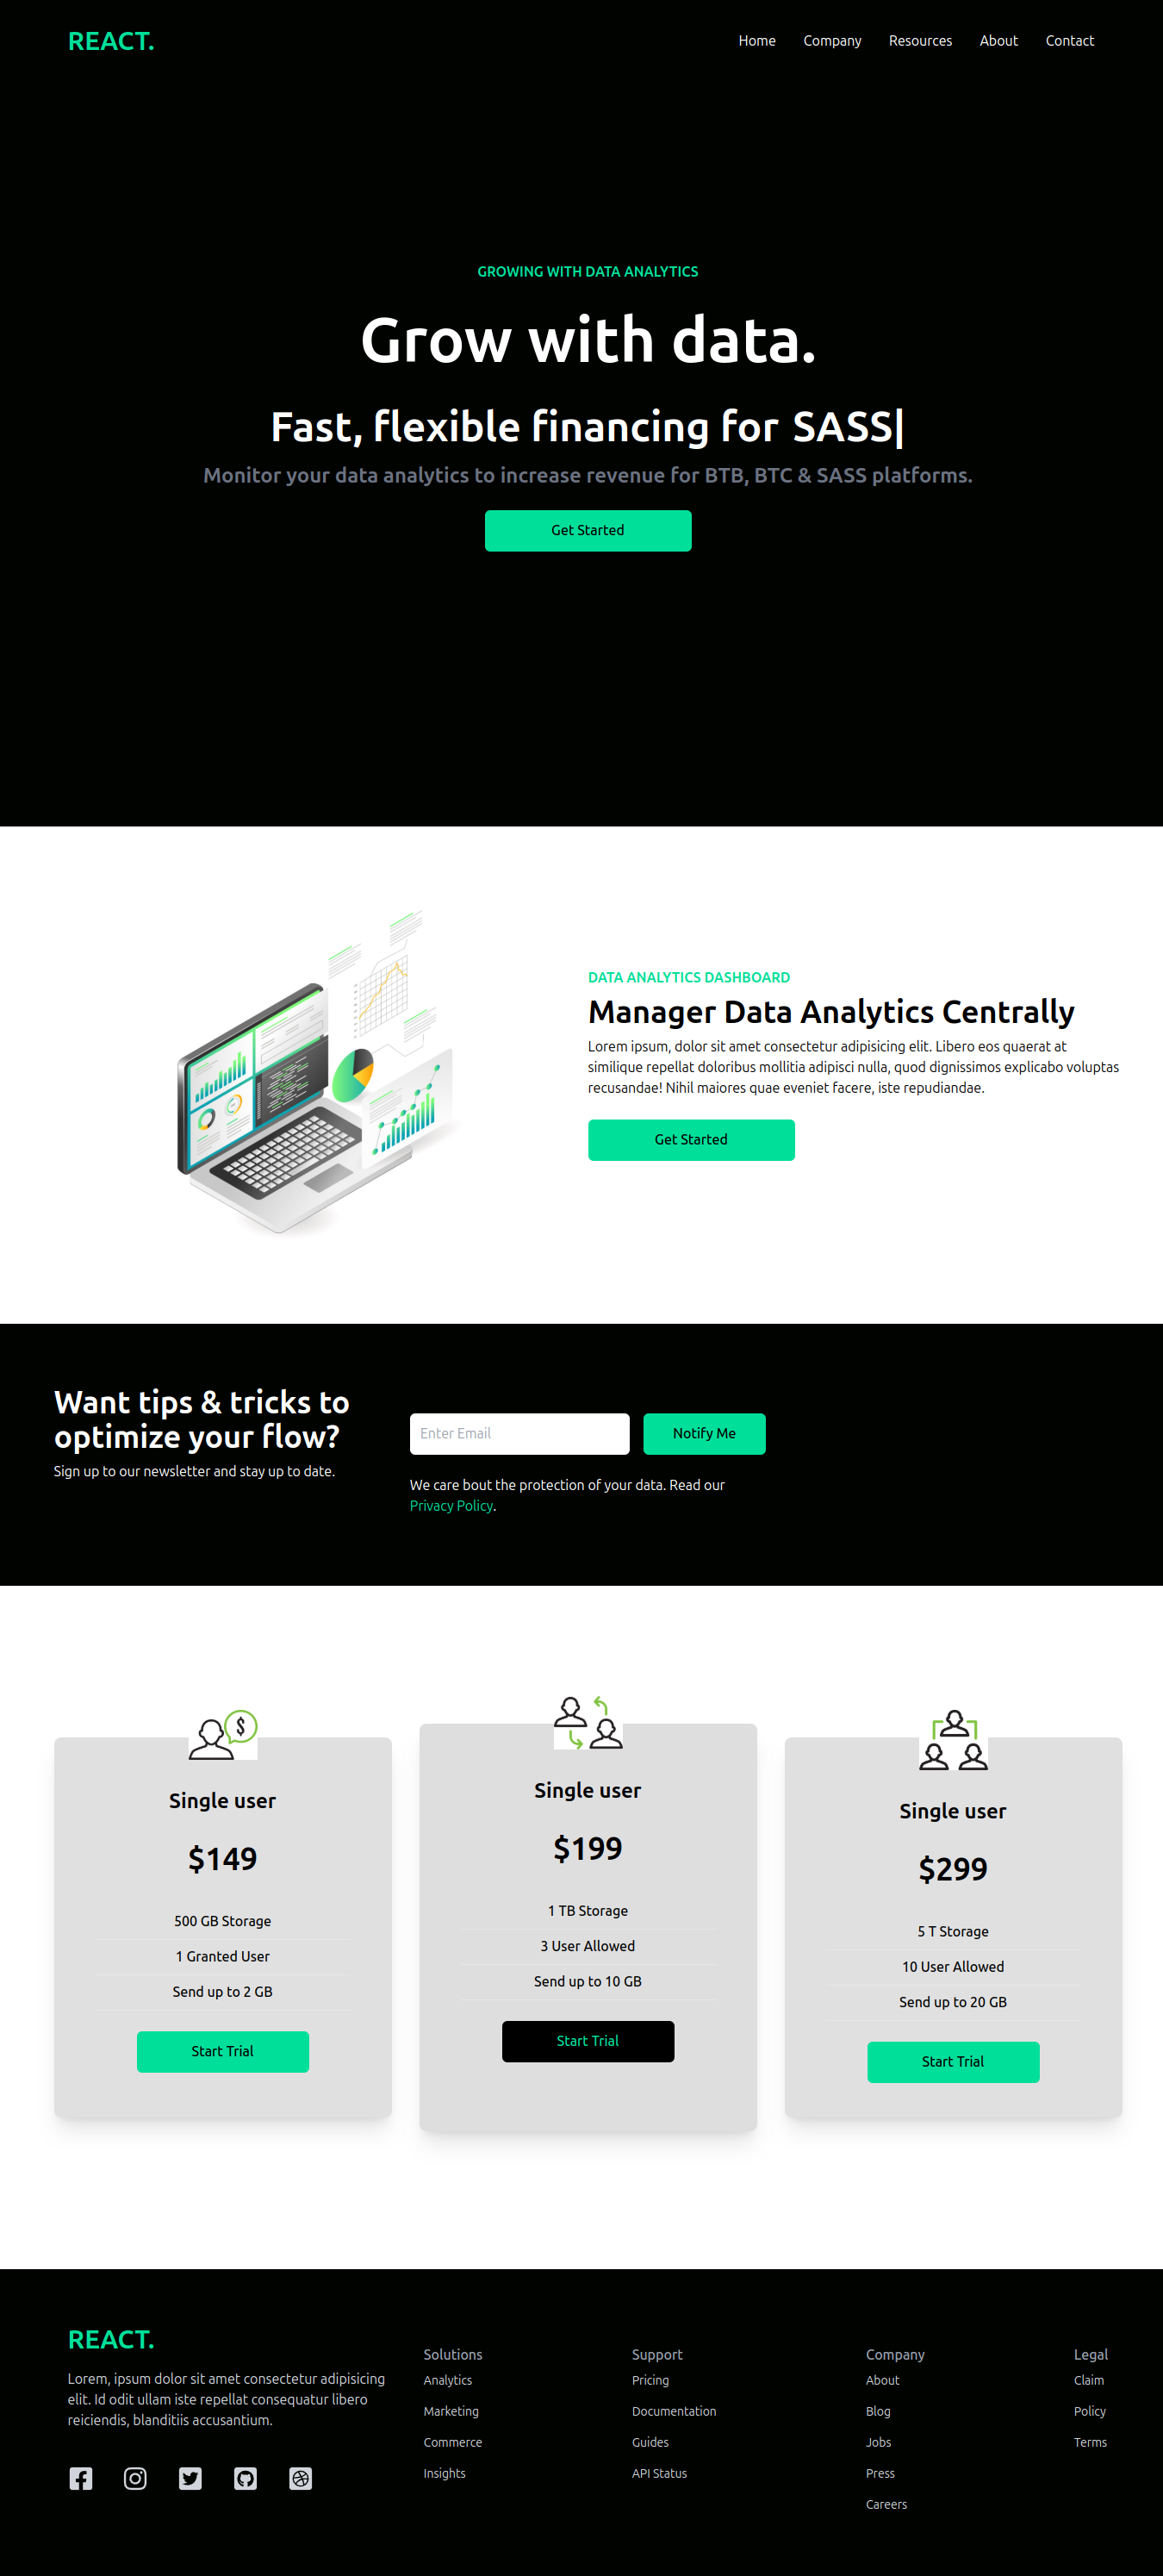 REACT.
Home
Company
Resources
About
Contact
GROWING WITH DATA ANALYTICS
Grow with data.
Fast, flexible financing for SASS|
Monitor your data analytics to increase revenue for BTB, BTC & SASS platforms.
Get Started
DATA ANALYTICS DASHBOARD
Manager Data Analytics Centrally
Lorem ipsum, dolor sit amet consectetur adipisicing elit. Libero eos quaerat at
similique repellat doloribus mollitia adipisci nulla, quod dignissimos explicabo voluptas
recusandae! Nihil maiores quae eveniet facere, iste repudiandae.
Get Started
Want tips & tricks to
optimize your flow?
Sign up to our newsletter and stay up to date.
Enter Email
Notify Me
We care bout the protection of your data. Read our
Privacy Policy.
$
Single user
$149
500 GB Storage
1 Granted User
Send up to 2 GB
Start Trial
Single user
$199
1 TB Storage
3 User Allowed
Send up to 10 GB
Start Trial
Single user
$299
5 T Storage
10 User Allowed
Send up to 20 GB
Start Trial
REACT.
Lorem, ipsum dolor sit amet consectetur adipisicing
elit. Id odit ullam iste repellat consequatur libero
reiciendis, blanditiis accusantium.
Solutions
Analytics
Marketing
Commerce
Insights
Support
Pricing
Documentation
Guides
API Status
Company
About
Blog
Jobs
Press
Careers
Legal
Claim
Policy
Terms